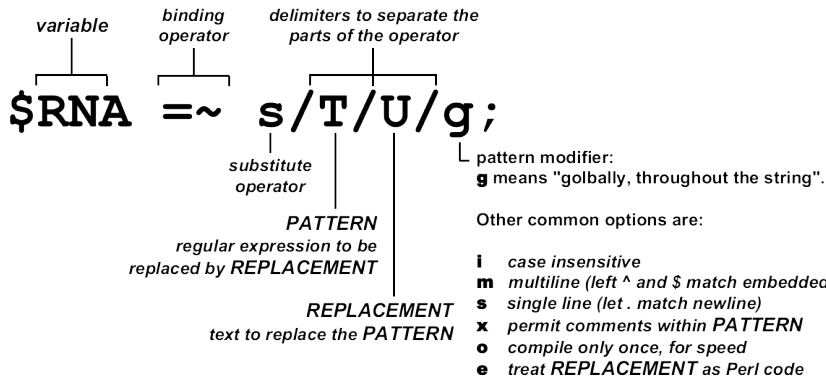 variable
binding
operator
delimiters to separate the
parts of the operator
$RNA =~ s/T/U/g;
substitute
operator
pattern modifier:
g means "golbally, throughout the string".
PATTERN
regular expression to be
replaced by REPLACEMENT
REPLACEMENT
text to replace the PATTERN
Other common options are:
i case insensitive
m multiline (left ^ and $ match embedded
s single line (let . match newline)
x permit comments within PATTERN
o compile only once, for speed
e treat REPLACEMENT as Perl code